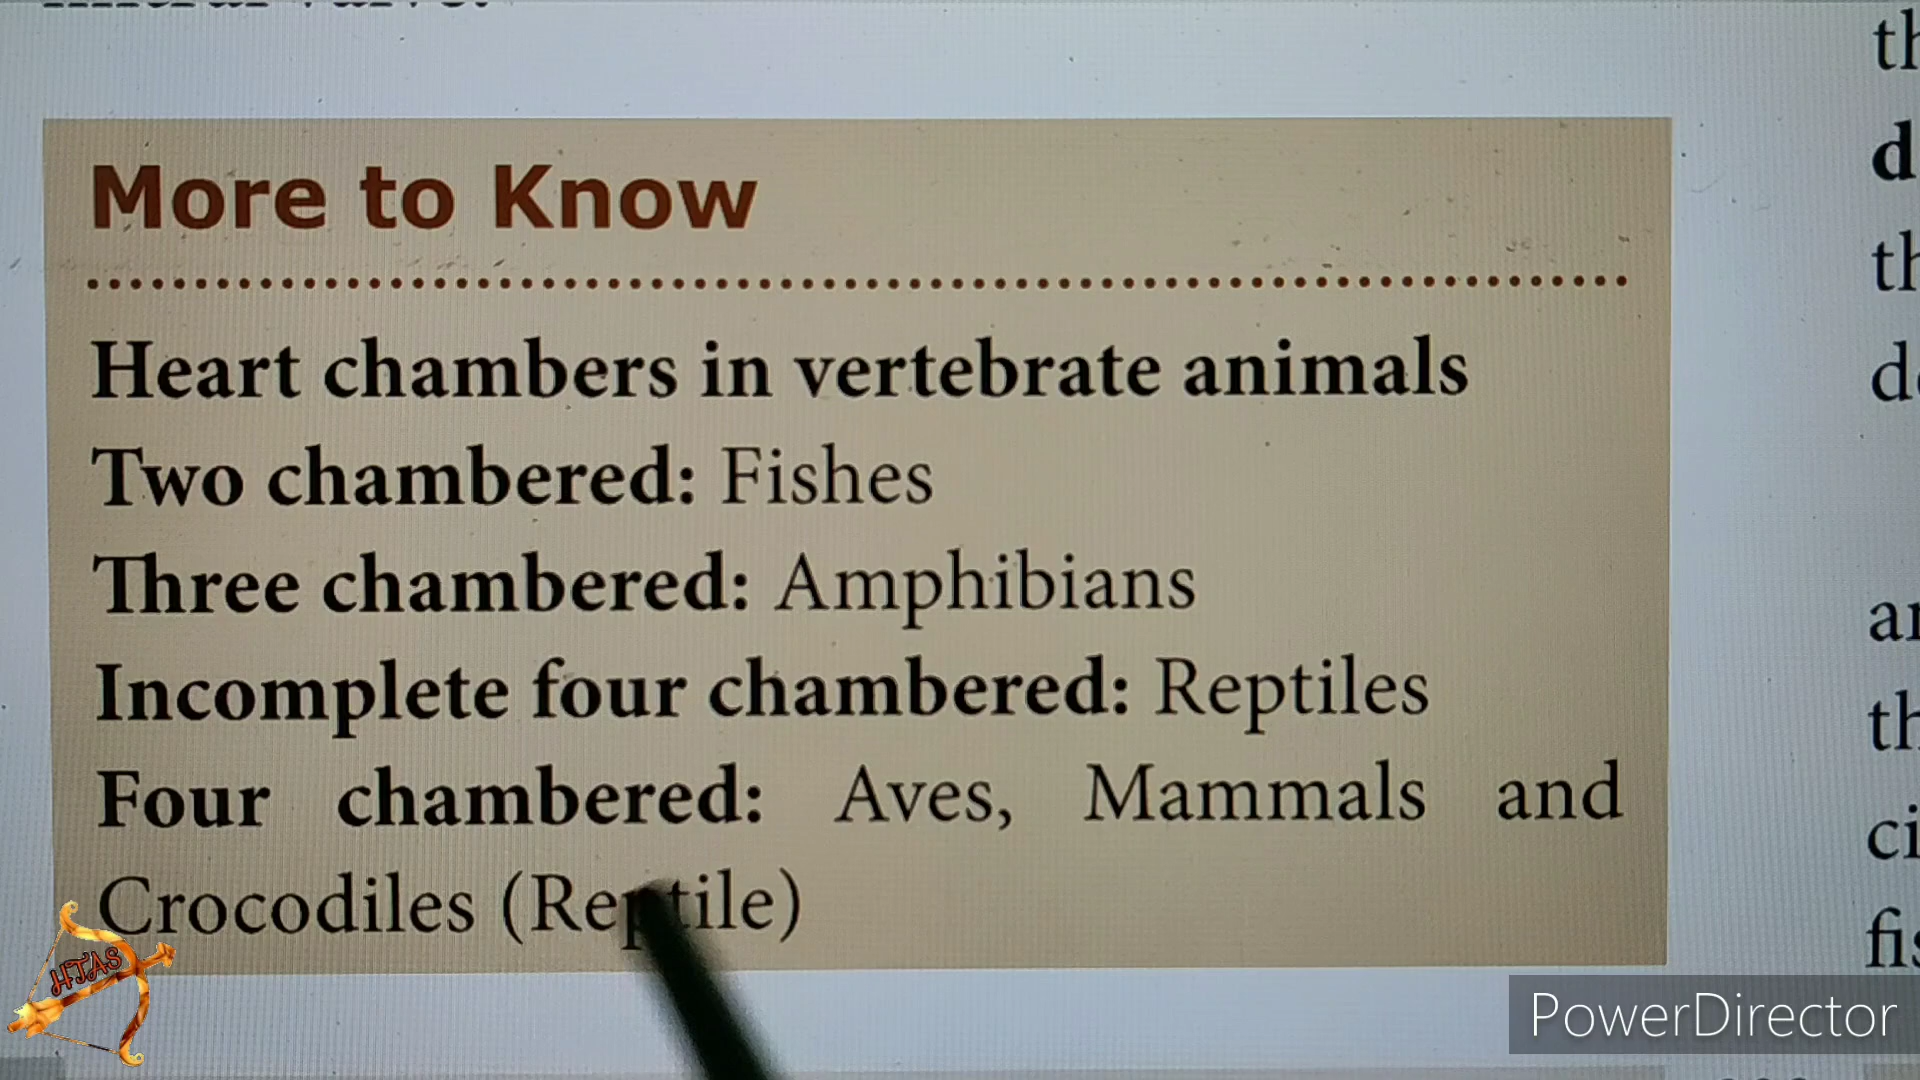 More to Know
Heart chambers in vertebrate animals
Two chambered: Fishes
Three chambered: Amphibians
Incomplete four chambered: Reptiles
Four chambered: Aves, Mammals and
Crocodiles (Reptile)
HTAS
PowerDirector